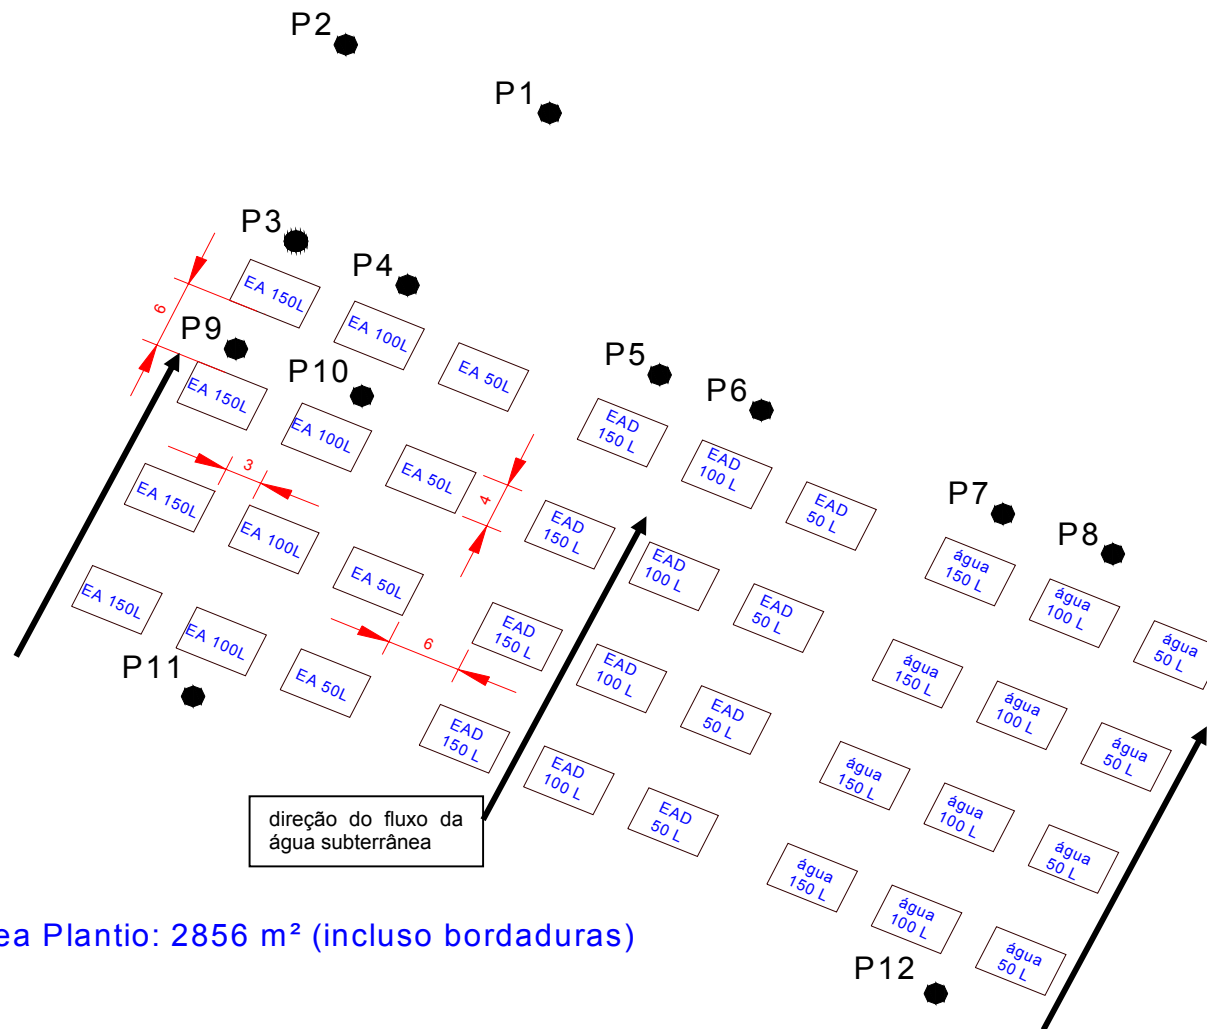 P2
P1
P3
P4
EA 150L
EA 100L
EA 50L
6
P9
P10
EA 150L
EA 100L
EA 50L
P5
P6
EAD
150 L
EAD
100 L
EAD
50 L
3
4
EA 150L
EA 100L
EA 50L
EAD
150 L
EAD
100 L
EAD
50 L
P7
P8
água
150 L
água
100 L
água
50 L
EA 150L
EA 100L
EA 50L
6
EAD
150 L
EAD
100 L
EAD
50 L
água
150 L
água
100 L
água
50 L
P11
EAD
150 L
EAD
100 L
EAD
50 L
água
150 L
água
100 L
água
50 L
direção do fluxo da
água subterrânea
água
150 L
água
100 L
água
50 L
ea Plantio: 2856 m² (incluso bordaduras)
P12